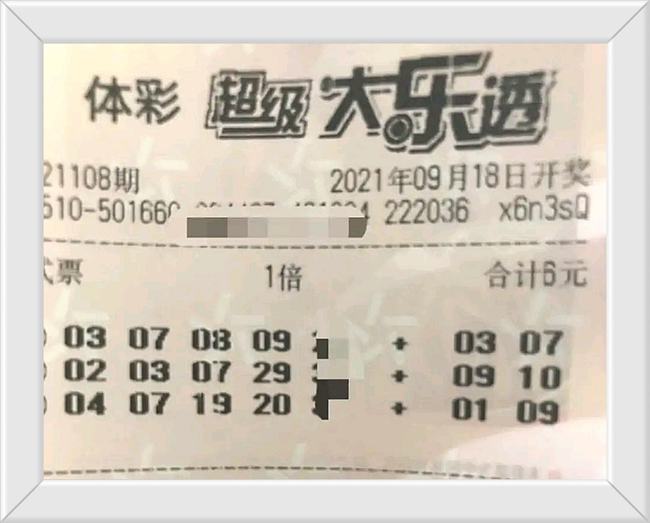 体彩 超级大乐透
21108期 2021年09月18日开奖
510-50166 222036 x6n3sQ
票 1倍 合计6元
03 07 08 09 + 03 07
02 03 07 29 + 09 10
04 07 19 20 + 01 09